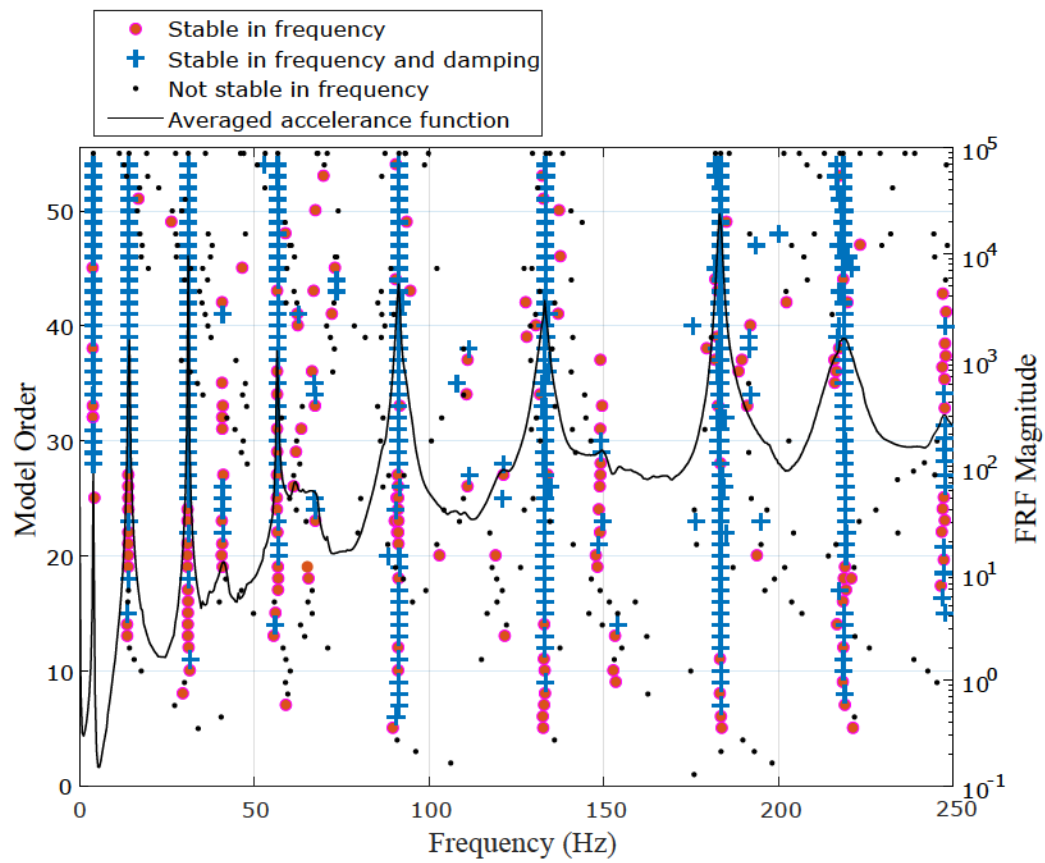 Stable in frequency
Stable in frequency and damping
Not stable in frequency
Averaged accelerance function
Model Order
50
40
30
20
10
0
0
50
100
150
200
250
Frequency (Hz)
10^5
10^4
10^3
10^2
10^1
10^0
10^-1
FRF Magnitude